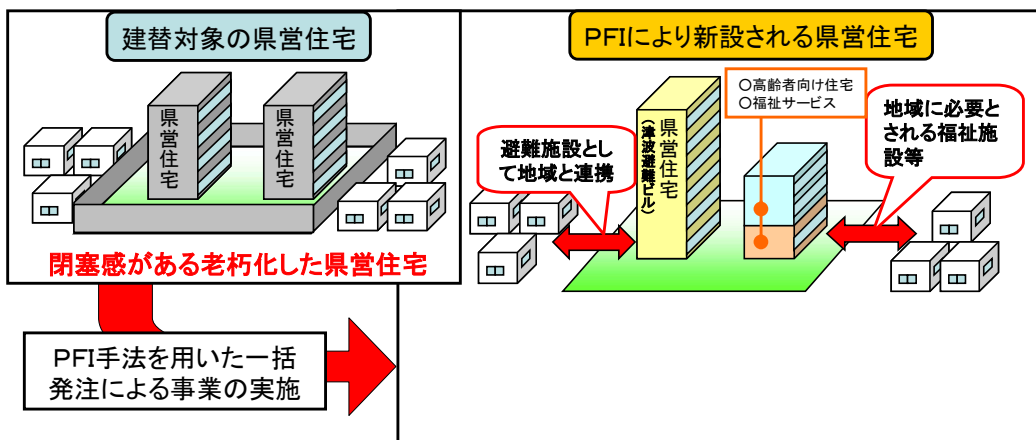 建替対象の県営住宅
県営住宅
県営住宅
閉塞感がある老朽化した県営住宅
PFI手法を用いた一括
発注による事業の実施
PFIにより新設される県営住宅
○高齢者向け住宅
○福祉サービス
避難施設とし
て地域と連携
県営住宅
(津波避難ビル)
地域に必要と
される福祉施
設等